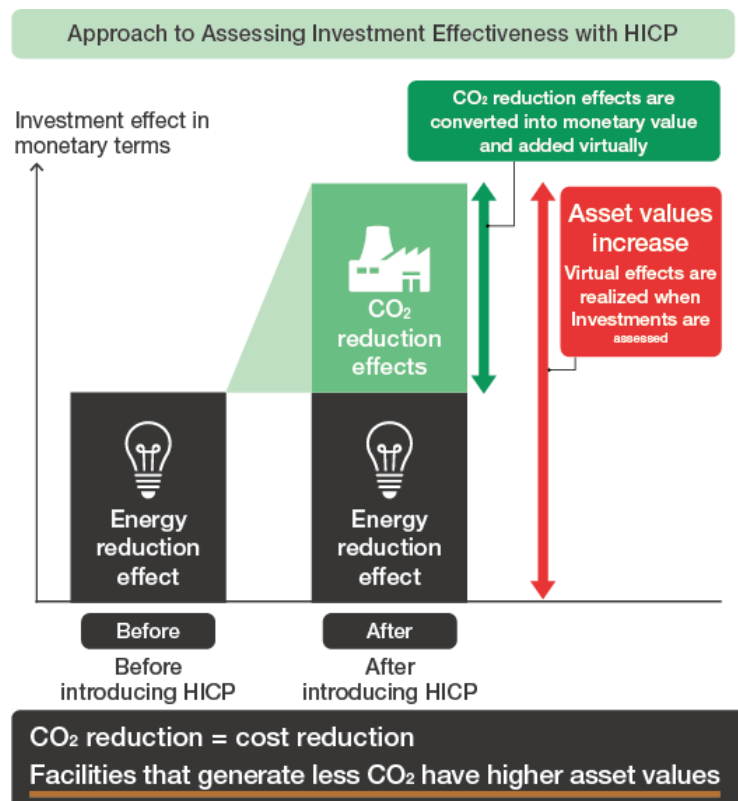 Approach to Assessing Investment Effectiveness with HICP
CO₂ reduction effects are
converted into monetary value
and added virtually
Investment effect in
monetary terms
Asset values
increase
Virtual effects are
realized when
Investments are
assessed
CO₂
reduction
effects
Energy
reduction
effect
Energy
reduction
effect
Before
After
Before
introducing HICP
After
introducing HICP
CO₂ reduction = cost reduction
Facilities that generate less CO₂ have higher asset values